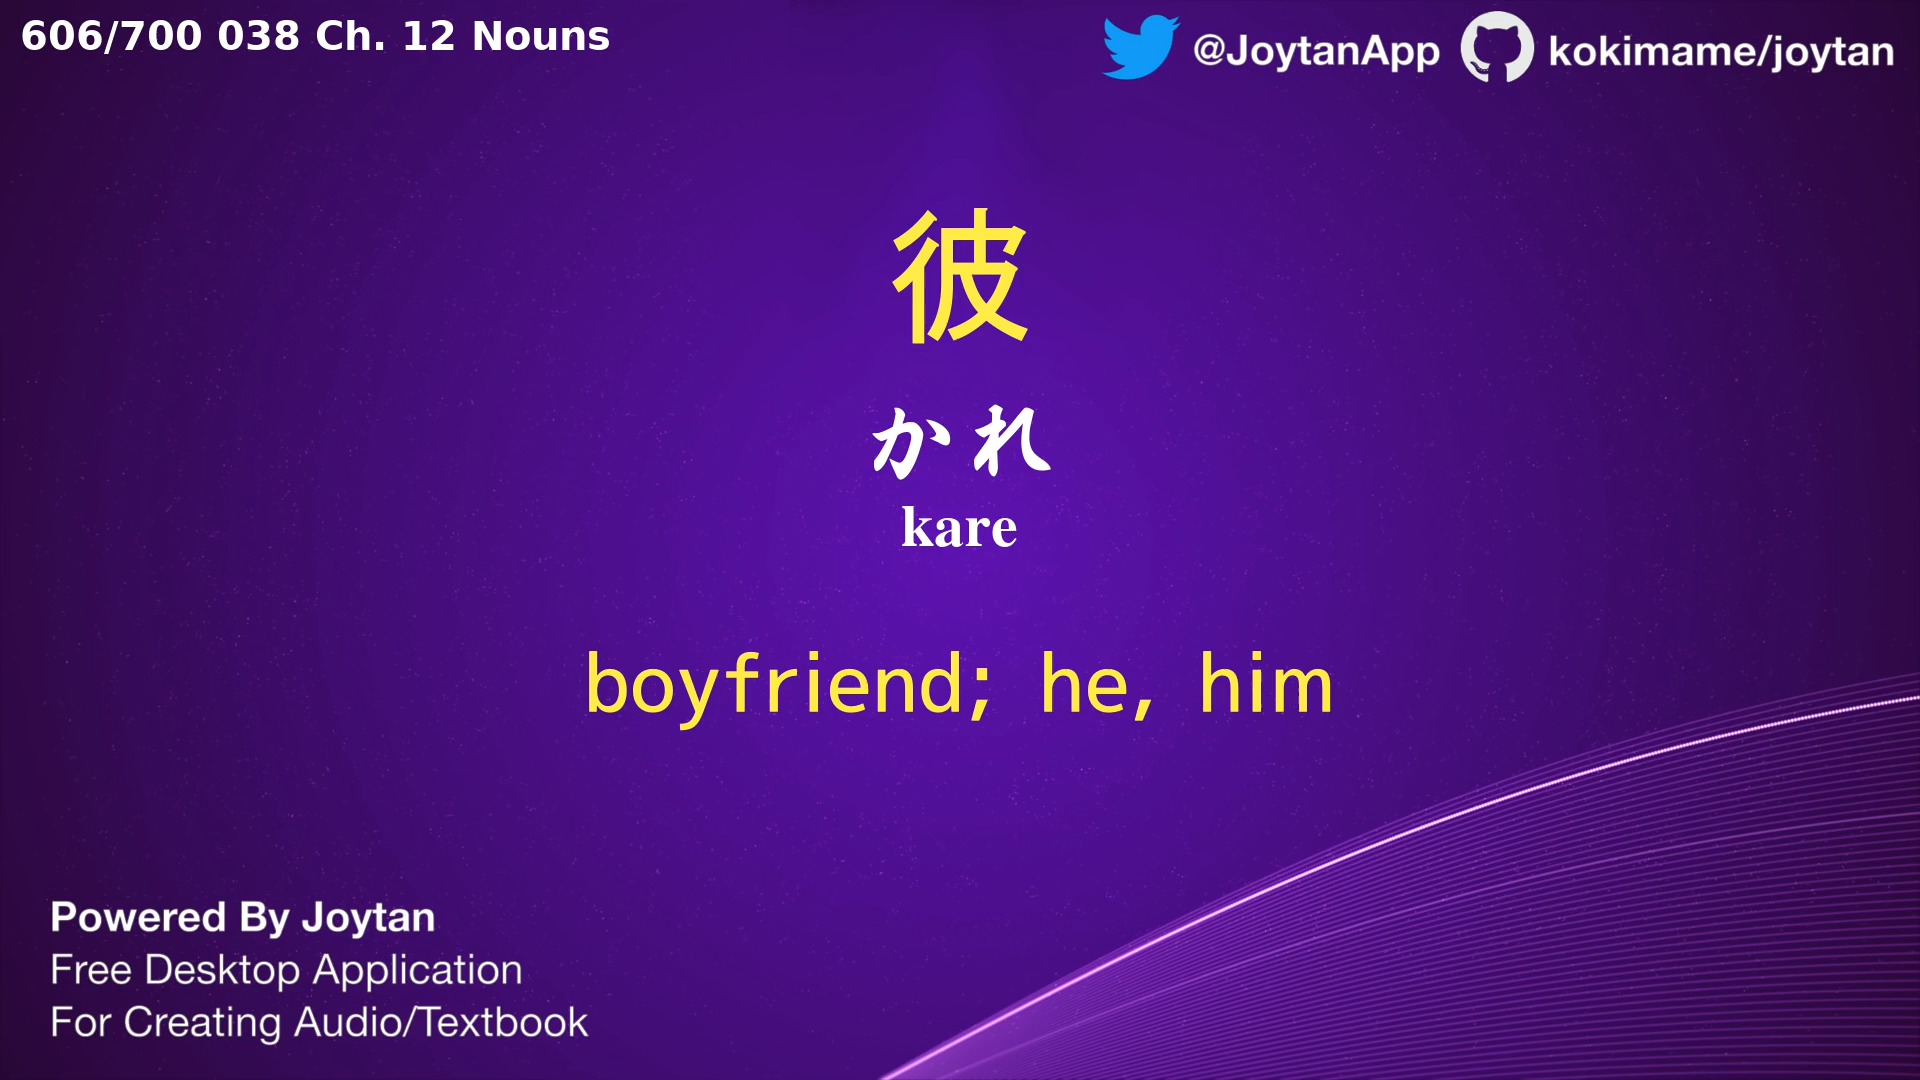 606/700 038 Ch. 12 Nouns
@JoytanApp kokimame/joytan
彼
かれ
kare
boyfriend; he, him
Powered By Joytan
Free Desktop Application
For Creating Audio/Textbook